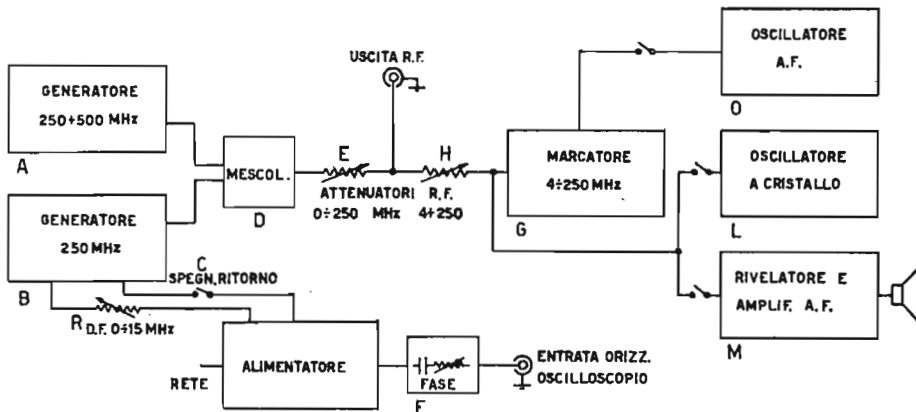 GENERATORE
250÷500 MHz
A
GENERATORE
250 MHz
B
C
SPEGN. RITORNO
R D.F. 0÷15 MHz
MESCOL.
D
USCITA R.F.
E
H
ATTENUATORI R.F.
0÷250 MHz 4÷250
MARCATORE
4÷250 MHz
G
OSCILLATORE
A.F.
O
OSCILLATORE
A CRISTALLO
L
RIVELATORE E
AMPLIF. A.F.
M
RETE
ALIMENTATORE
FASE
F
ENTRATA ORIZZ.
OSCILLOSCOPIO